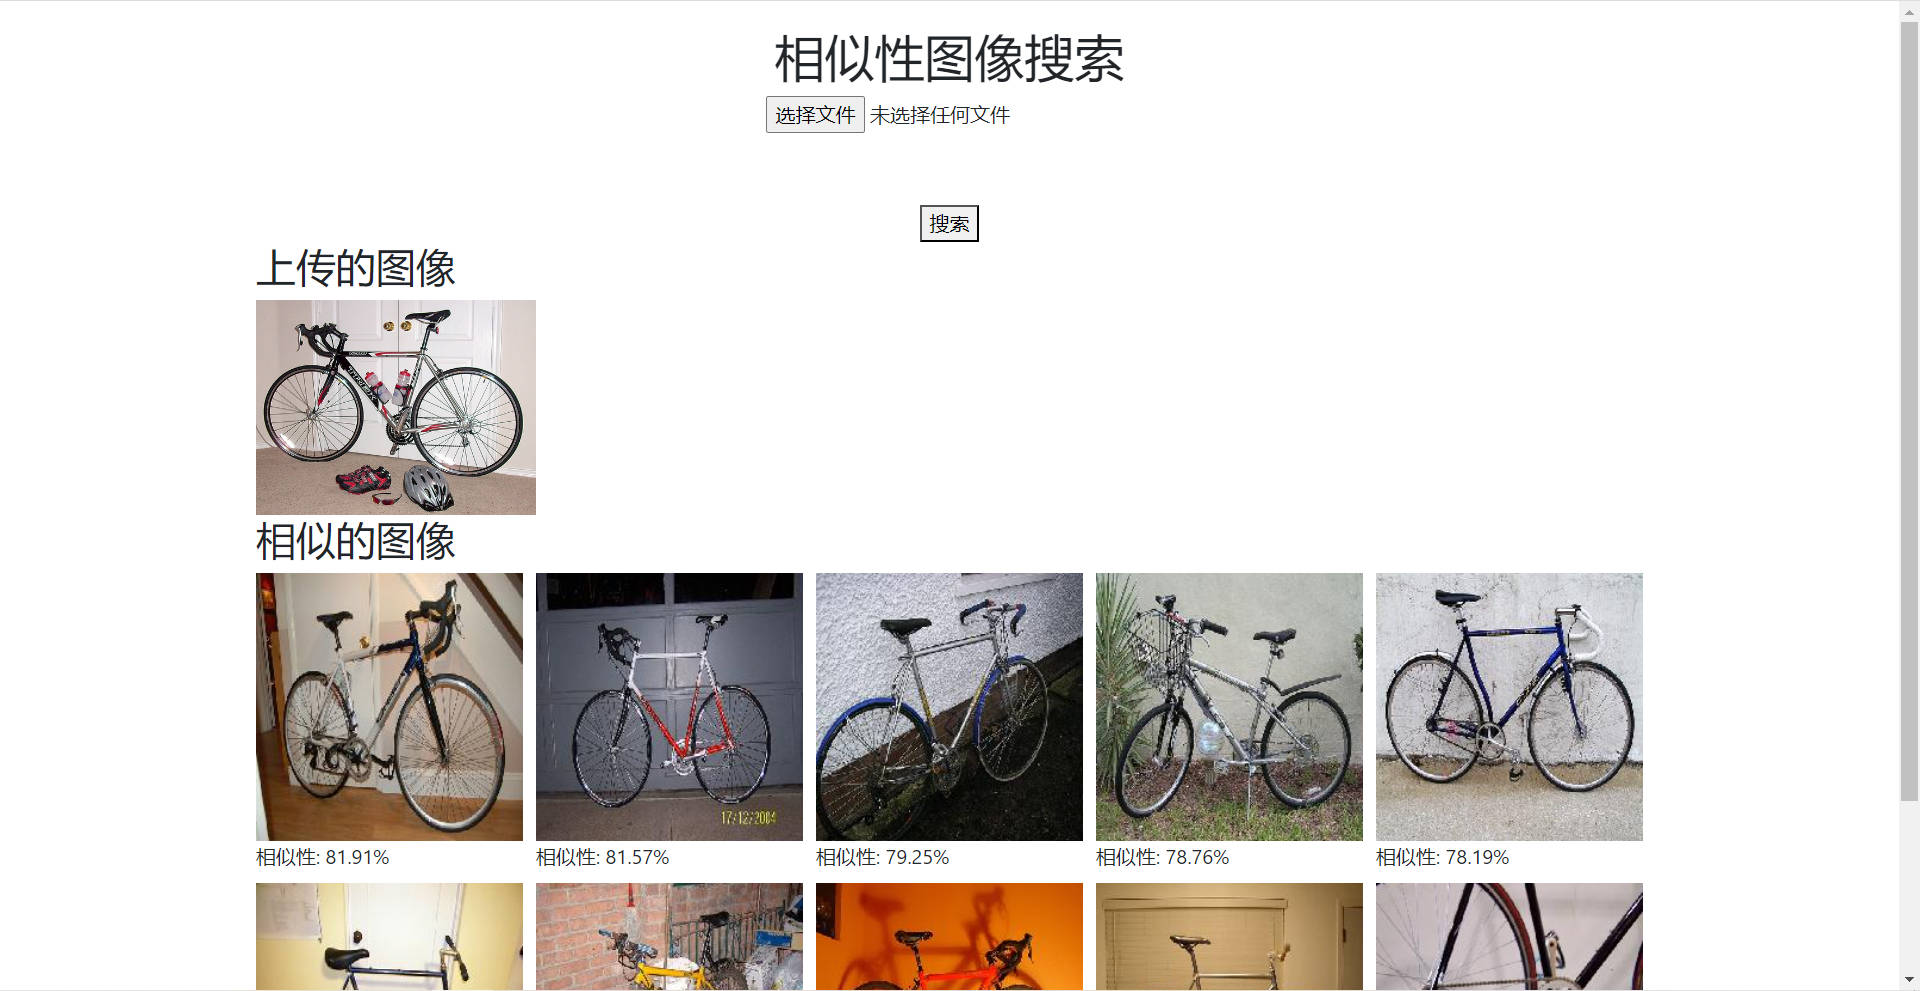 相似性图像搜索
选择文件 未选择任何文件
搜索
上传的图像
相似的图像
17/12/2004
相似性: 81.91%
相似性: 81.57%
相似性: 79.25%
相似性: 78.76%
相似性: 78.19%